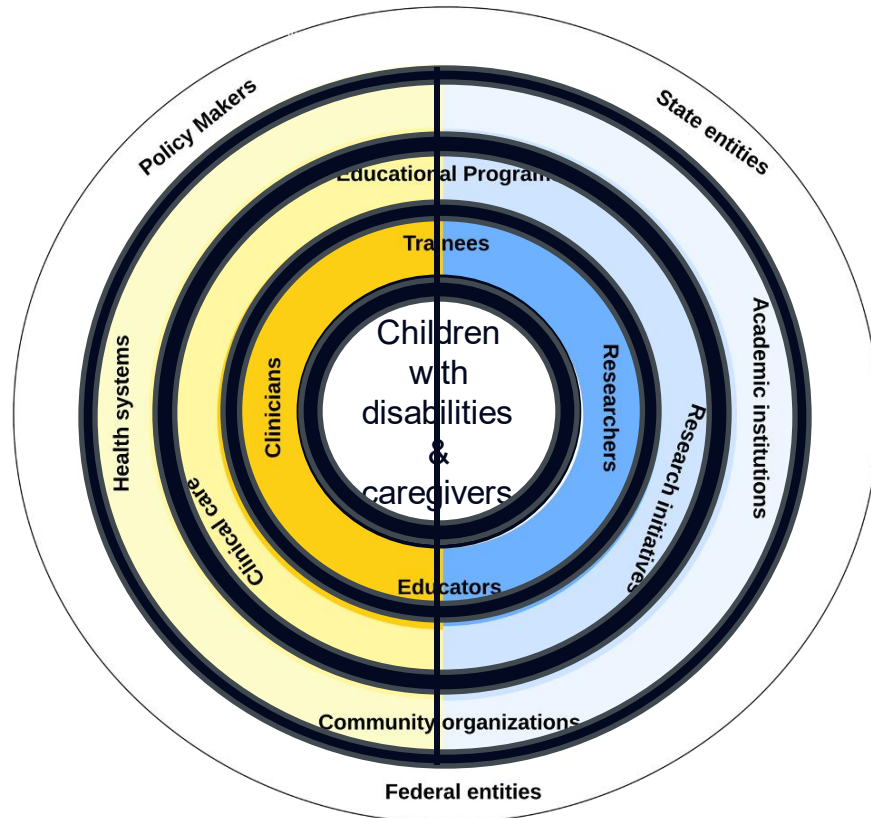 Policy Makers
State entities
Educational Program
Trainees
Health systems
Clinicians
Children
with
disabilities
&
caregivers
Researchers
Academic institutions
Research initiatives
Clinical care
Educators
Community organizations
Federal entities